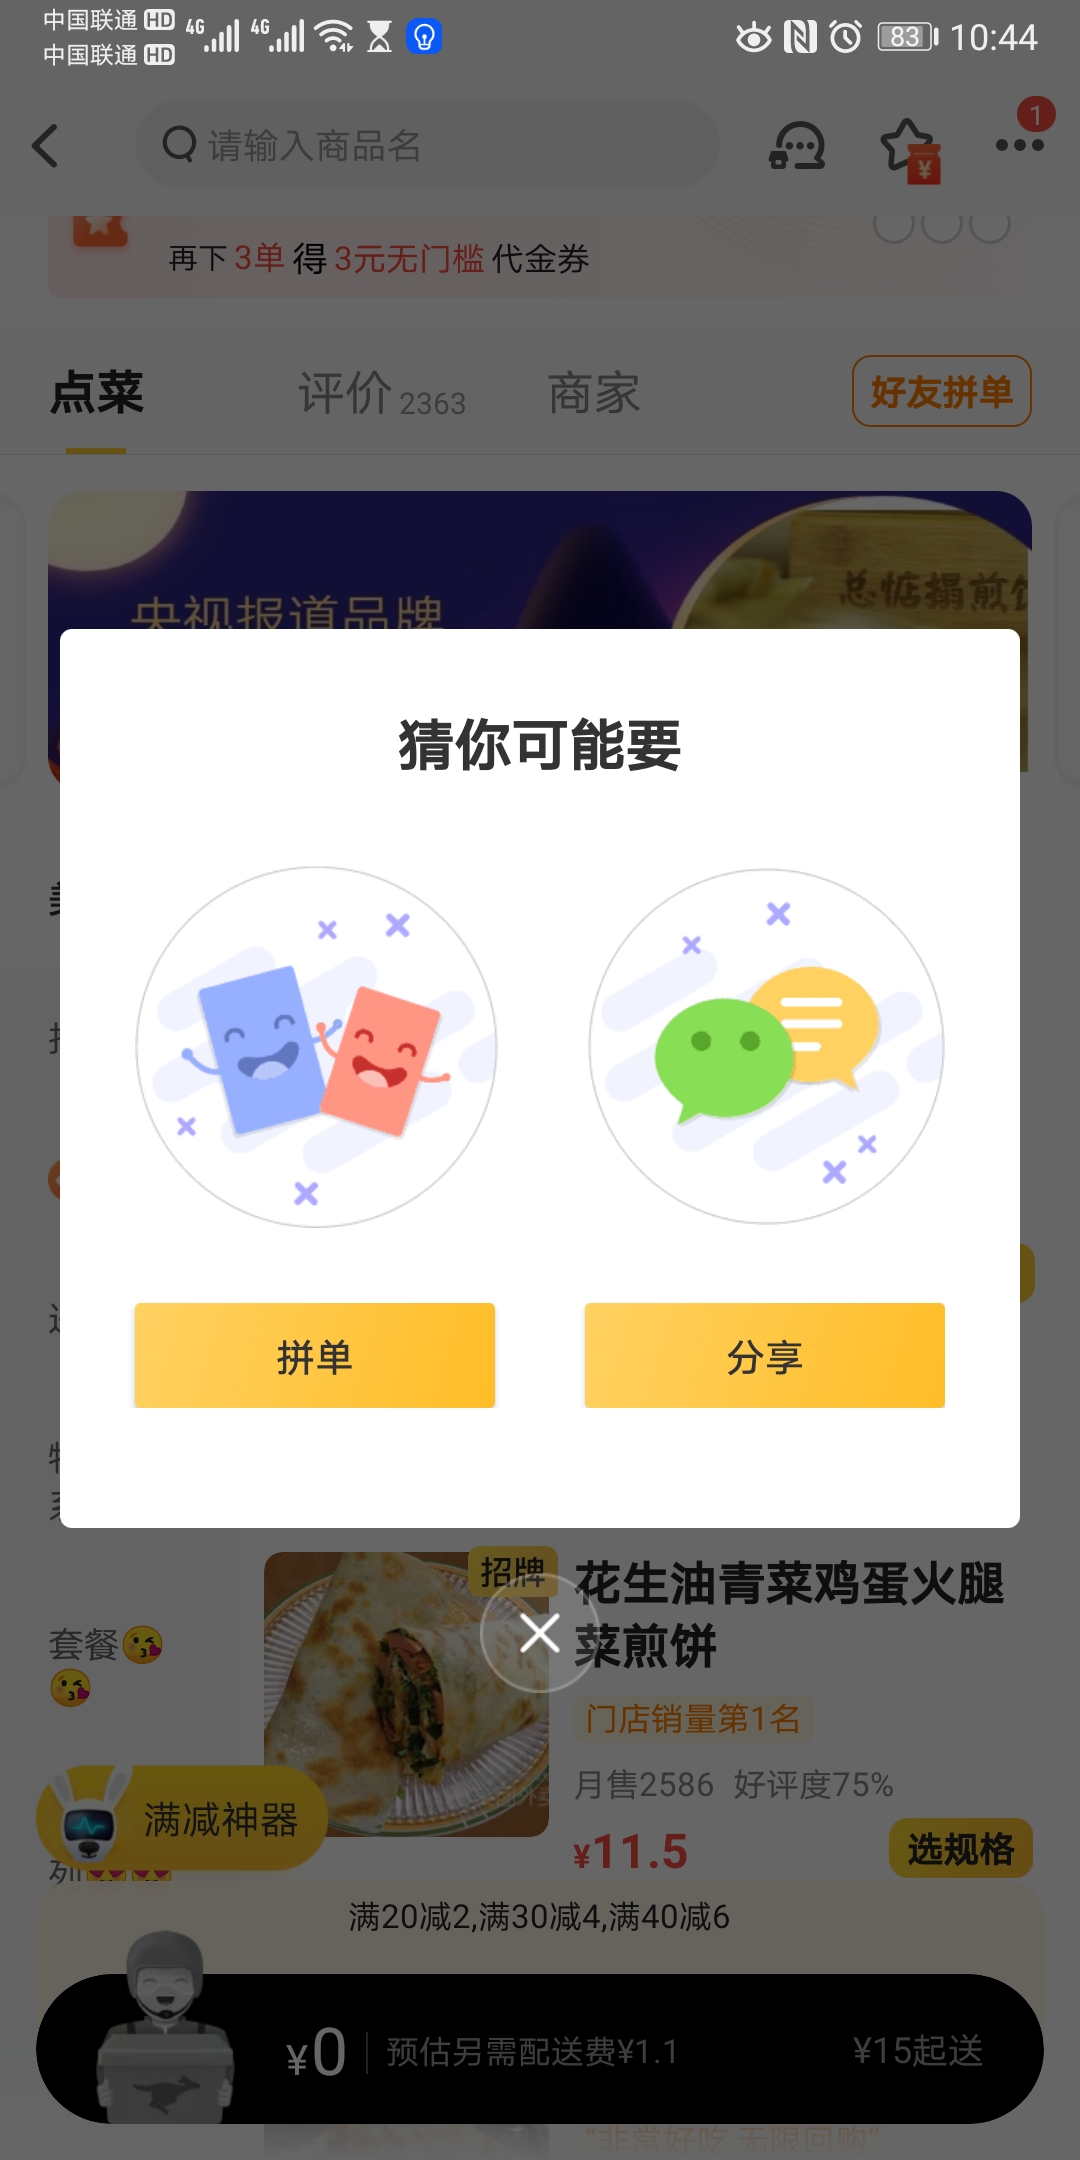 中国联通 HD 4G 4G 83 10:44
中国联通 HD
请输入商品名
1
¥
再下 3单 得 3元无门槛 代金券
点菜 评价 2363 商家 好友拼单
央视报道品牌
总惦搨煎
猜你可能要
拼单 分享
招牌
花生油青菜鸡蛋火腿
菜煎饼
套餐😘
😘
门店销量第1名
月售2586 好评度75%
满减神器
¥11.5 选规格
列
满20减2,满30减4,满40减6
¥0 预估另需配送费¥1.1 ¥15起送
“非常好吃,无限回购”